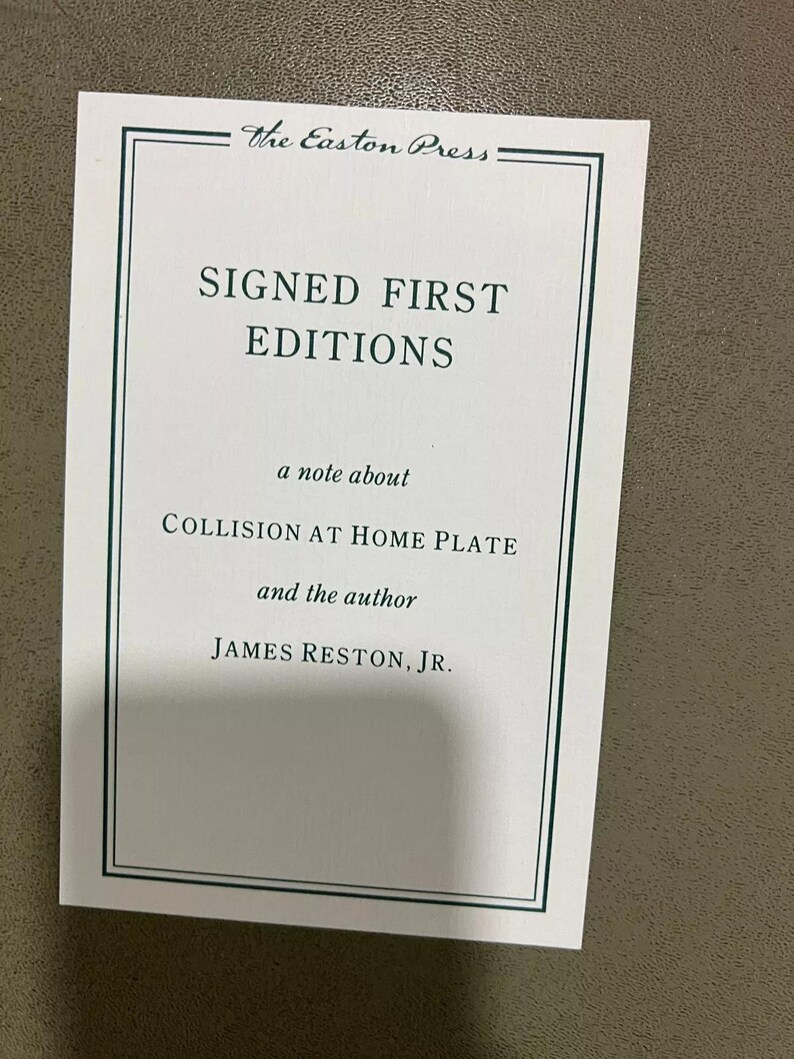 The Easton Press
SIGNED FIRST
EDITIONS
a note about
COLLISION AT HOME PLATE
and the author
JAMES RESTON, JR.